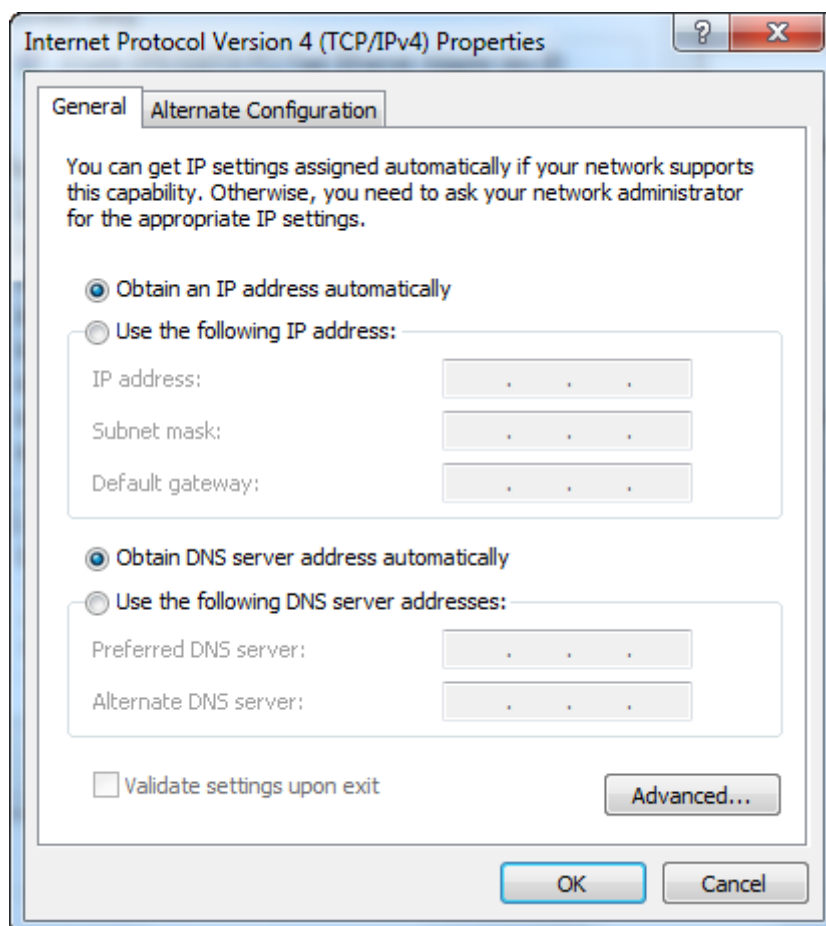 Internet Protocol Version 4 (TCP/IPv4) Properties
General
Alternate Configuration
You can get IP settings assigned automatically if your network supports
this capability. Otherwise, you need to ask your network administrator
for the appropriate IP settings.
Obtain an IP address automatically
Use the following IP address:
IP address:
Subnet mask:
Default gateway:
Obtain DNS server address automatically
Use the following DNS server addresses:
Preferred DNS server:
Alternate DNS server:
Validate settings upon exit
Advanced...
OK
Cancel